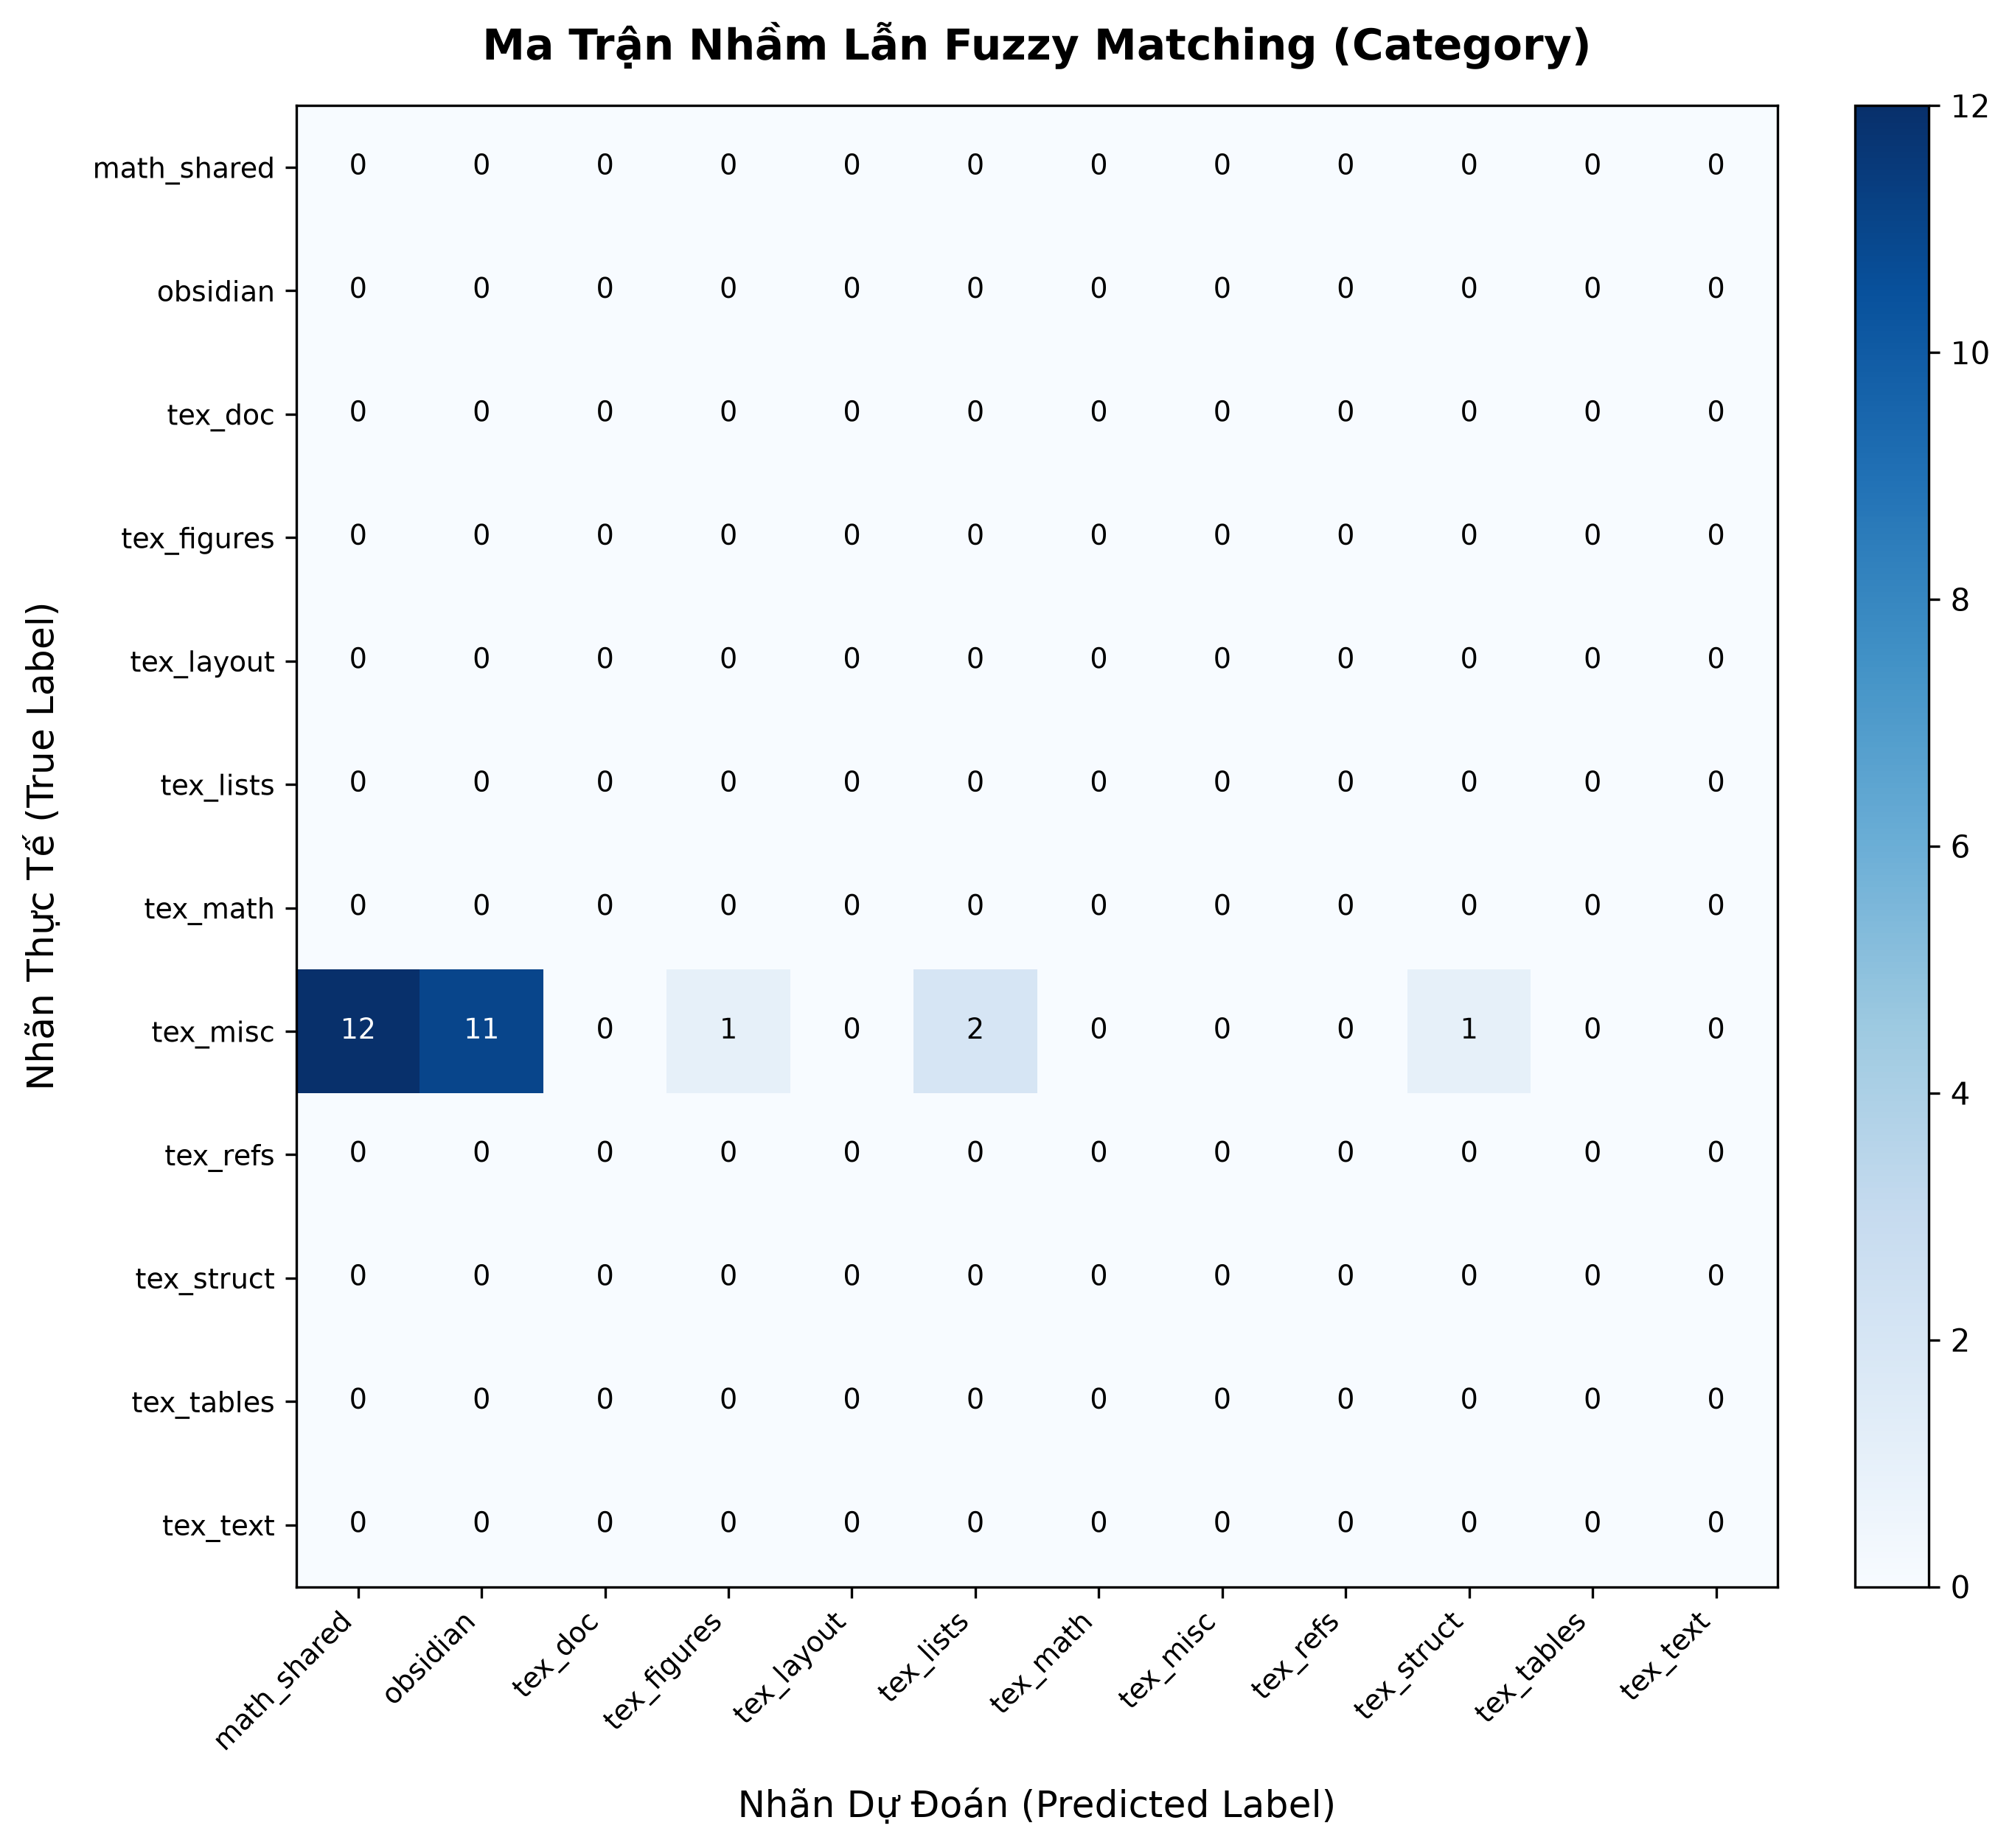 Ma Trận Nhầm Lẫn Fuzzy Matching (Category)
math_shared 0 0 0 0 0 0 0 0 0 0 0 0
obsidian 0 0 0 0 0 0 0 0 0 0 0 0
tex_doc 0 0 0 0 0 0 0 0 0 0 0 0
tex_figures 0 0 0 0 0 0 0 0 0 0 0 0
tex_layout 0 0 0 0 0 0 0 0 0 0 0 0
tex_lists 0 0 0 0 0 0 0 0 0 0 0 0
tex_math 0 0 0 0 0 0 0 0 0 0 0 0
tex_misc 12 11 0 1 0 2 0 0 0 1 0 0
tex_refs 0 0 0 0 0 0 0 0 0 0 0 0
tex_struct 0 0 0 0 0 0 0 0 0 0 0 0
tex_tables 0 0 0 0 0 0 0 0 0 0 0 0
tex_text 0 0 0 0 0 0 0 0 0 0 0 0
math_shared obsidian tex_doc tex_figures tex_layout tex_lists tex_math tex_misc tex_refs tex_struct tex_tables tex_text
Nhãn Dự Đoán (Predicted Label)
Nhãn Thực Tế (True Label)
12
10
8
6
4
2
0